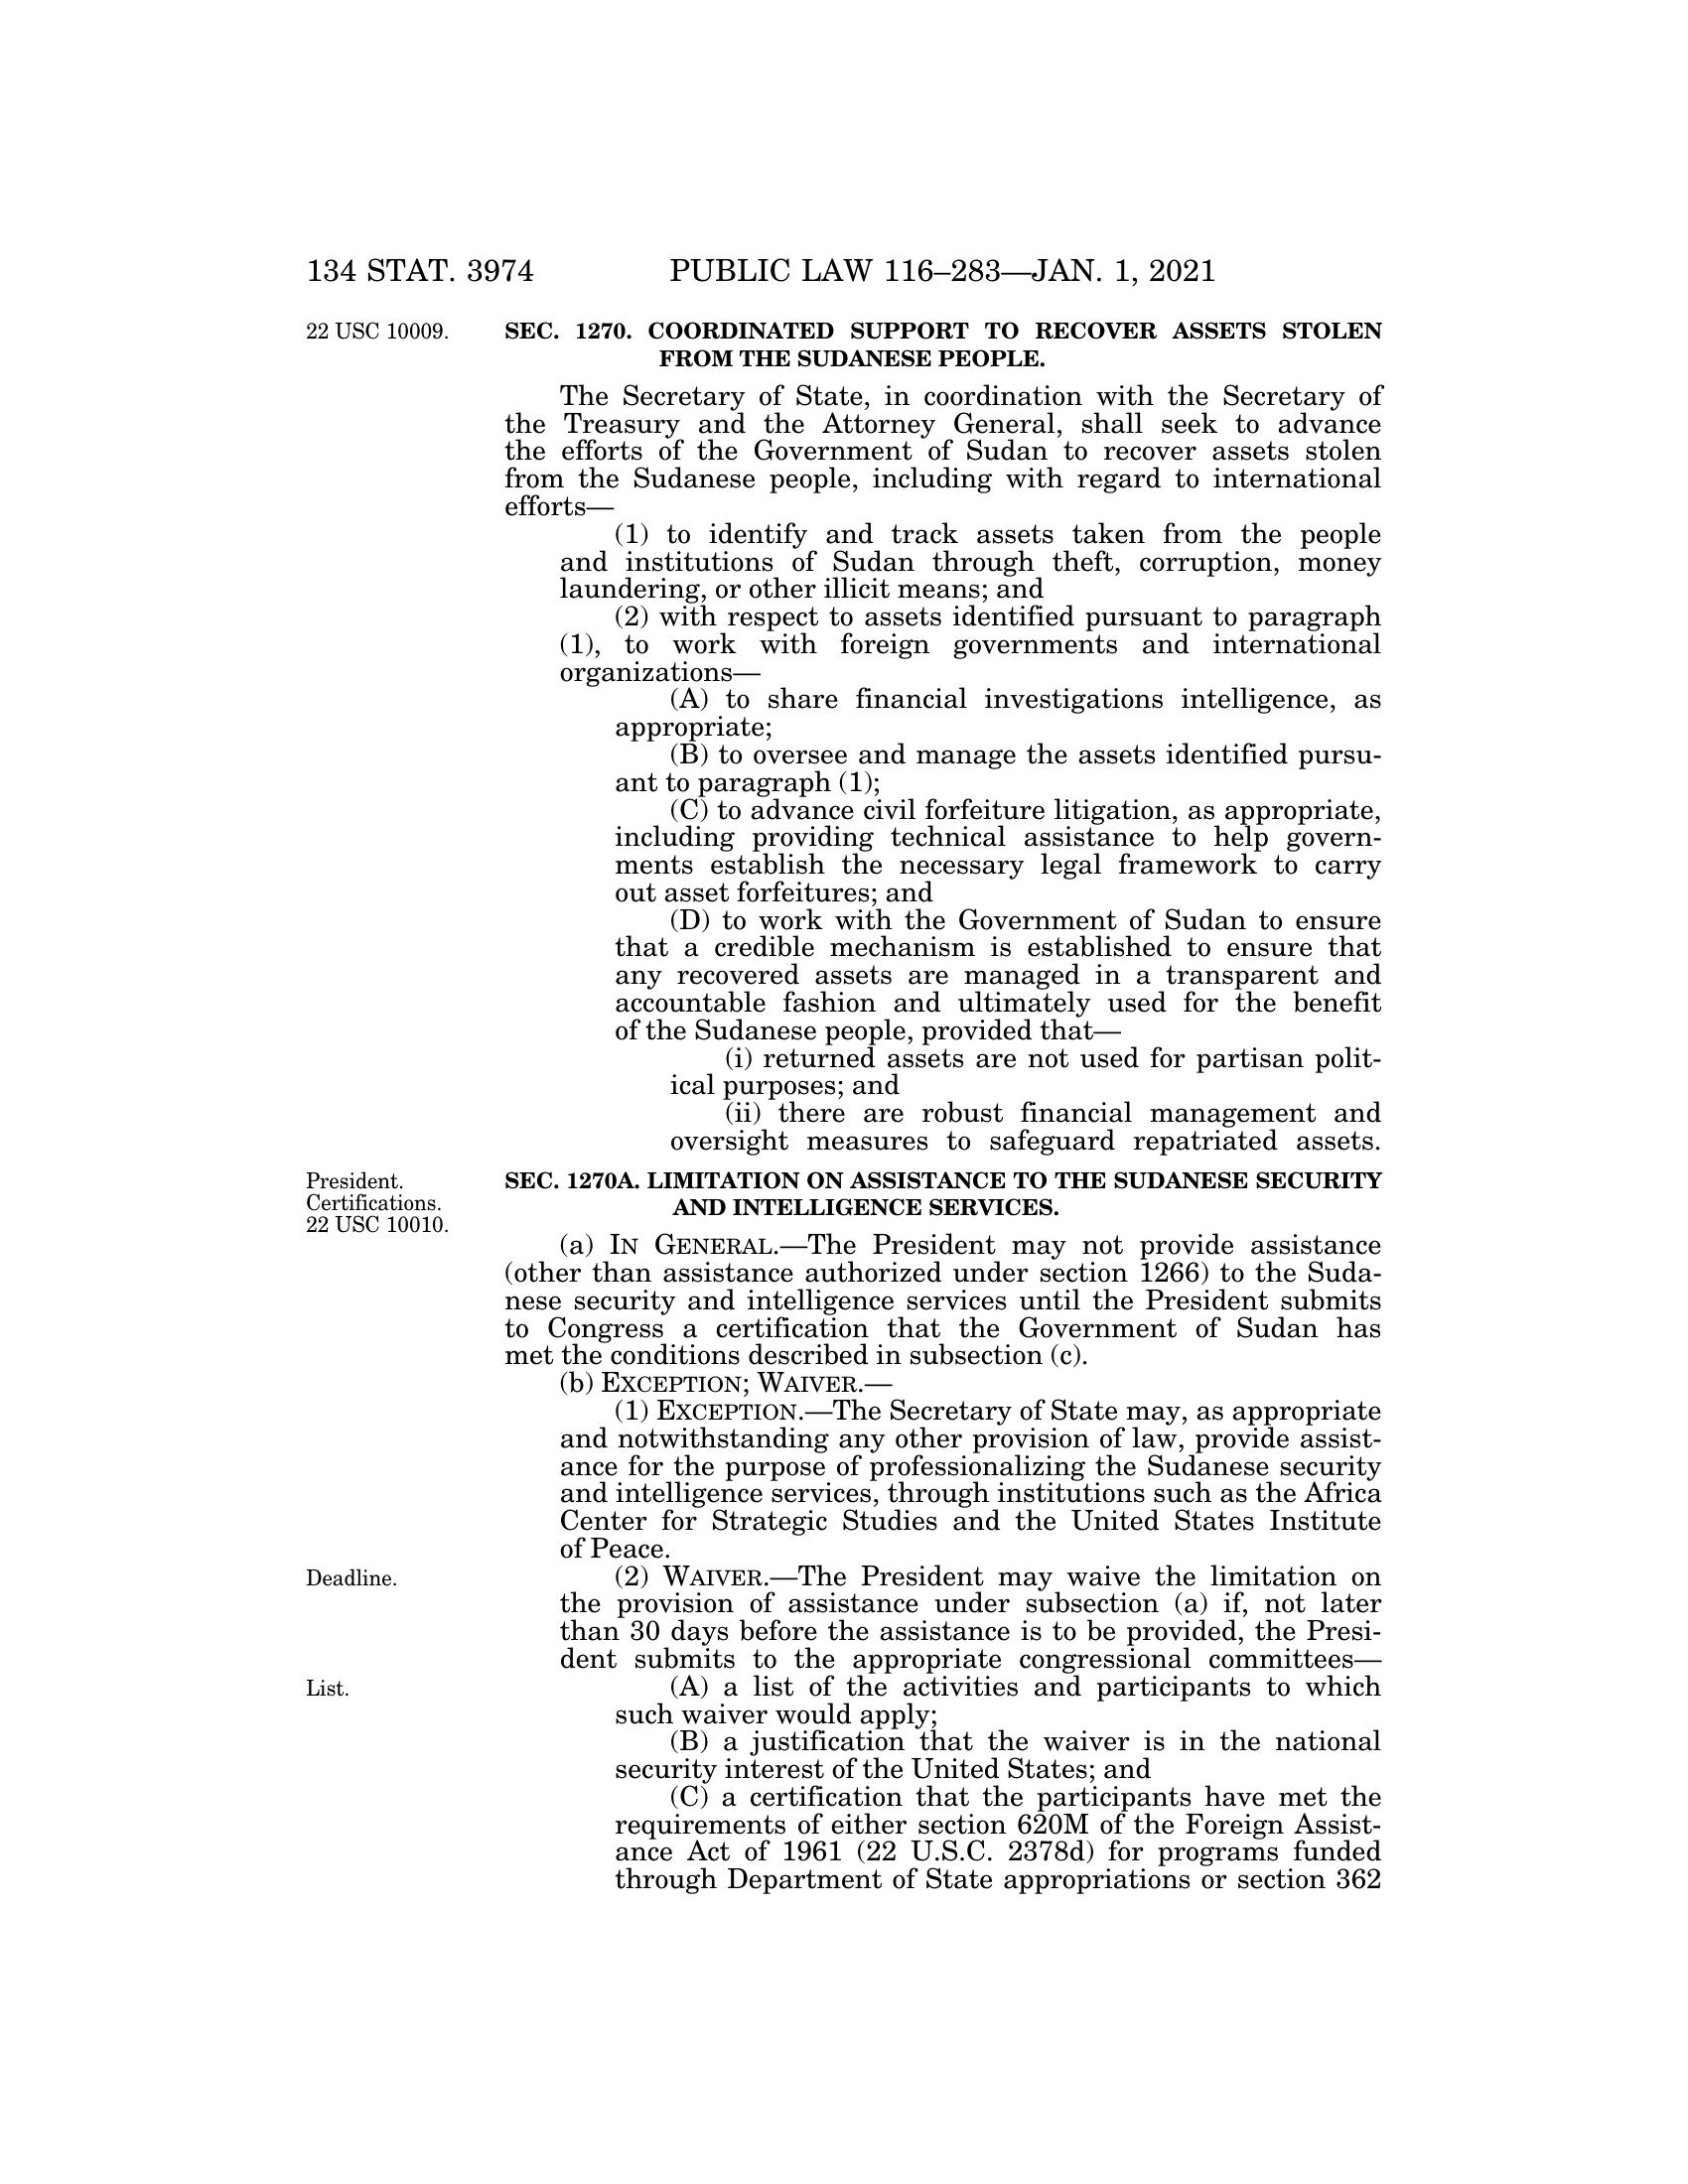 134 STAT. 3974 PUBLIC LAW 116–283—JAN. 1, 2021
22 USC 10009.
SEC. 1270. COORDINATED SUPPORT TO RECOVER ASSETS STOLEN
FROM THE SUDANESE PEOPLE.
The Secretary of State, in coordination with the Secretary of
the Treasury and the Attorney General, shall seek to advance
the efforts of the Government of Sudan to recover assets stolen
from the Sudanese people, including with regard to international
efforts—
(1) to identify and track assets taken from the people
and institutions of Sudan through theft, corruption, money
laundering, or other illicit means; and
(2) with respect to assets identified pursuant to paragraph
(1), to work with foreign governments and international
organizations—
(A) to share financial investigations intelligence, as
appropriate;
(B) to oversee and manage the assets identified pursu-
ant to paragraph (1);
(C) to advance civil forfeiture litigation, as appropriate,
including providing technical assistance to help govern-
ments establish the necessary legal framework to carry
out asset forfeitures; and
(D) to work with the Government of Sudan to ensure
that a credible mechanism is established to ensure that
any recovered assets are managed in a transparent and
accountable fashion and ultimately used for the benefit
of the Sudanese people, provided that—
(i) returned assets are not used for partisan polit-
ical purposes; and
(ii) there are robust financial management and
oversight measures to safeguard repatriated assets.
President.
Certifications.
22 USC 10010.
SEC. 1270A. LIMITATION ON ASSISTANCE TO THE SUDANESE SECURITY
AND INTELLIGENCE SERVICES.
(a) IN GENERAL.—The President may not provide assistance
(other than assistance authorized under section 1266) to the Suda-
nese security and intelligence services until the President submits
to Congress a certification that the Government of Sudan has
met the conditions described in subsection (c).
(b) EXCEPTION; WAIVER.—
(1) EXCEPTION.—The Secretary of State may, as appropriate
and notwithstanding any other provision of law, provide assist-
ance for the purpose of professionalizing the Sudanese security
and intelligence services, through institutions such as the Africa
Center for Strategic Studies and the United States Institute
of Peace.
Deadline.
(2) WAIVER.—The President may waive the limitation on
the provision of assistance under subsection (a) if, not later
than 30 days before the assistance is to be provided, the Presi-
dent submits to the appropriate congressional committees—
List.
(A) a list of the activities and participants to which
such waiver would apply;
(B) a justification that the waiver is in the national
security interest of the United States; and
(C) a certification that the participants have met the
requirements of either section 620M of the Foreign Assist-
ance Act of 1961 (22 U.S.C. 2378d) for programs funded
through Department of State appropriations or section 362